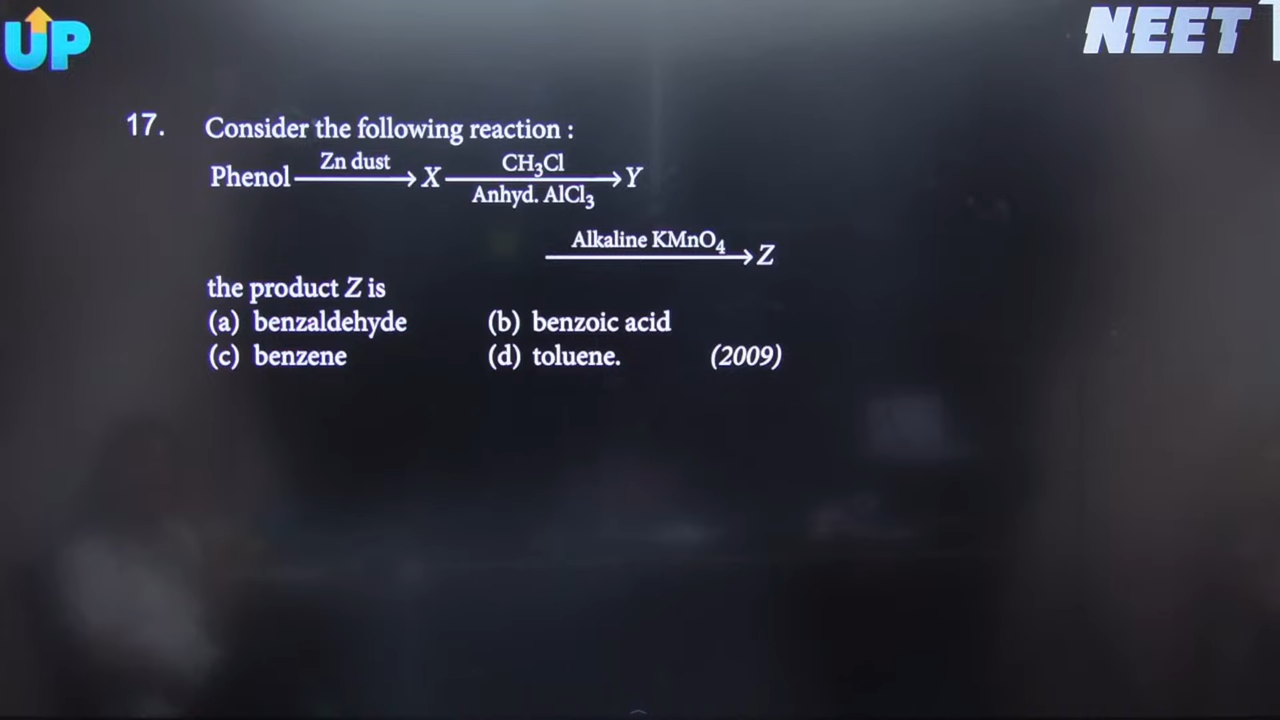 UP
NEET
17. Consider the following reaction :
Phenol Zn dust → X CH₃Cl → Y
Anhyd. AlCl₃
Alkaline KMnO₄ → Z
the product Z is
(a) benzaldehyde (b) benzoic acid
(c) benzene (d) toluene. (2009)